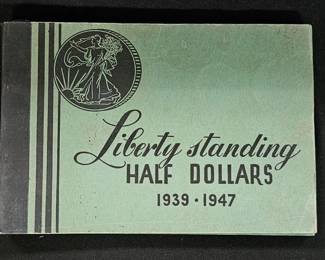 Liberty standing
HALF DOLLARS
1939 • 1947